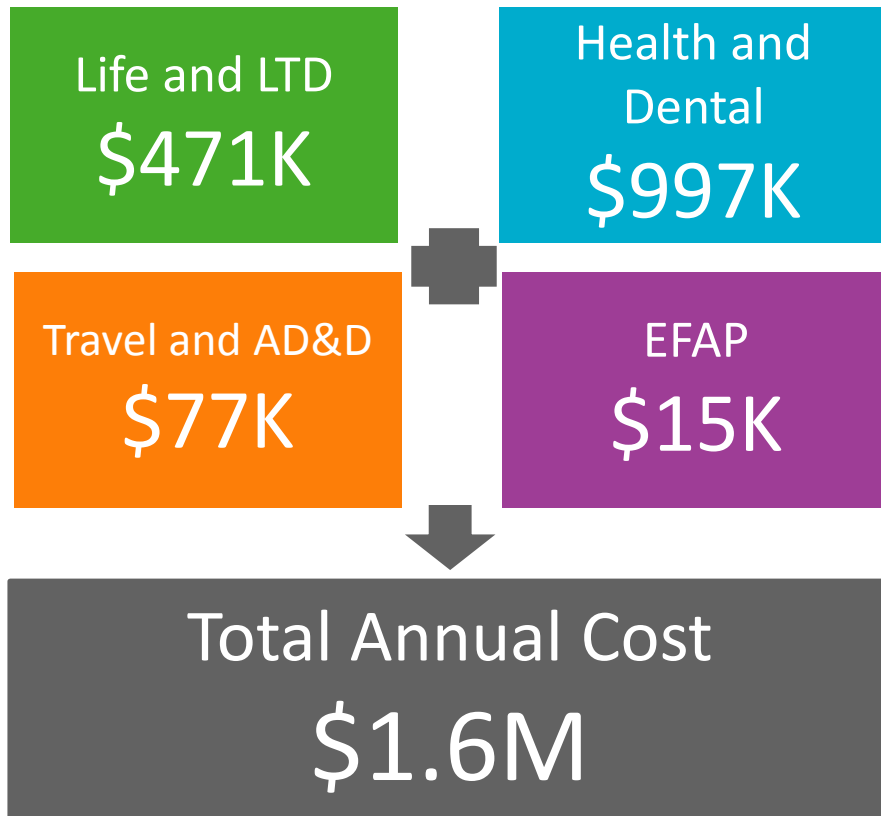 Life and LTD
$471K
Health and
Dental
$997K
Travel and AD&D
$77K
EFAP
$15K
Total Annual Cost
$1.6M